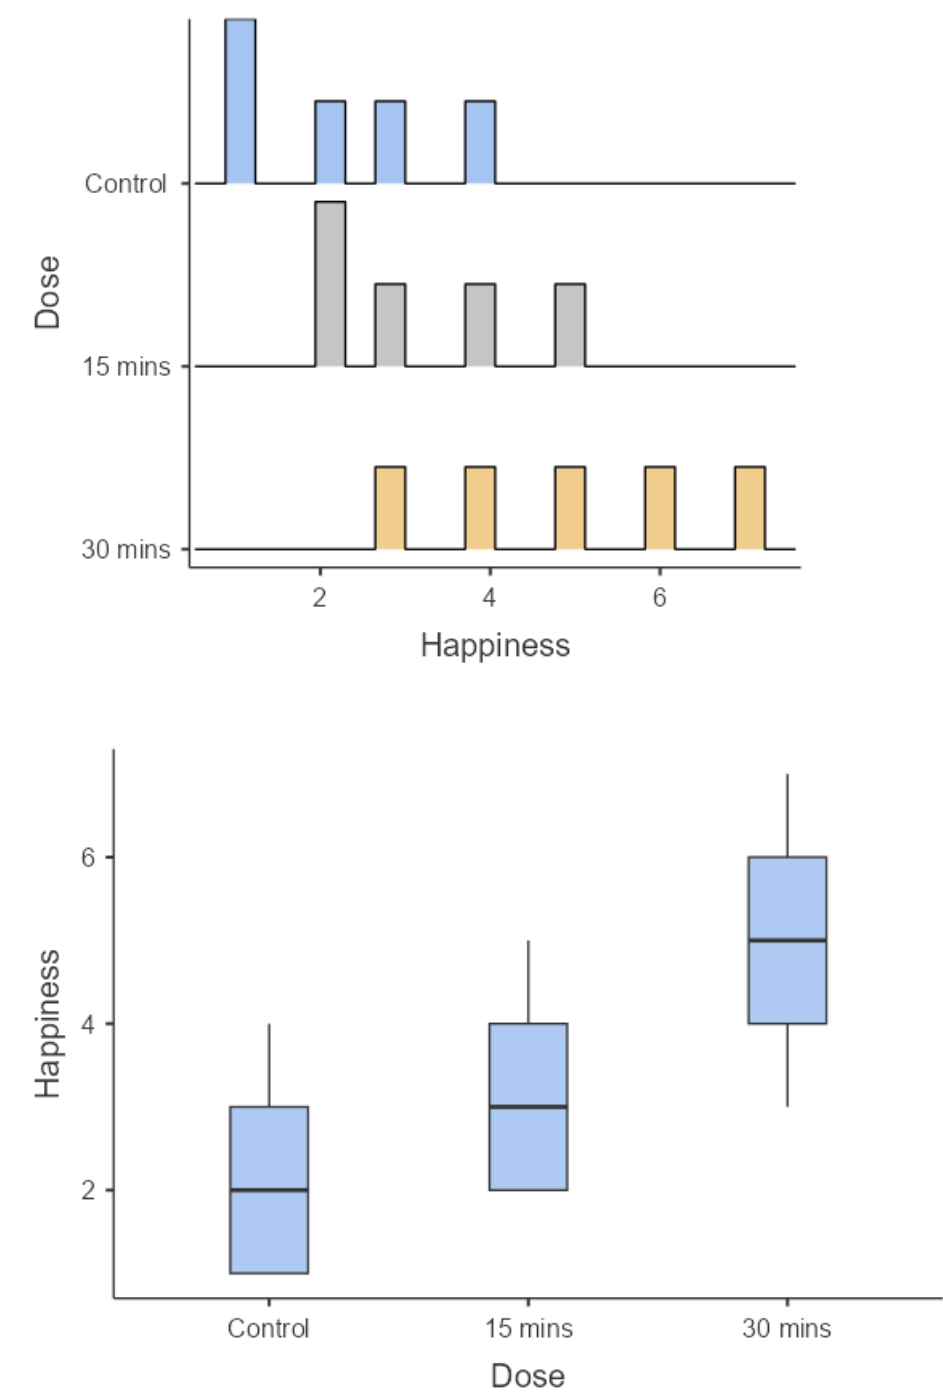 Control
15 mins
30 mins
Dose
2 4 6
Happiness
6
4
2
Happiness
Control 15 mins 30 mins
Dose